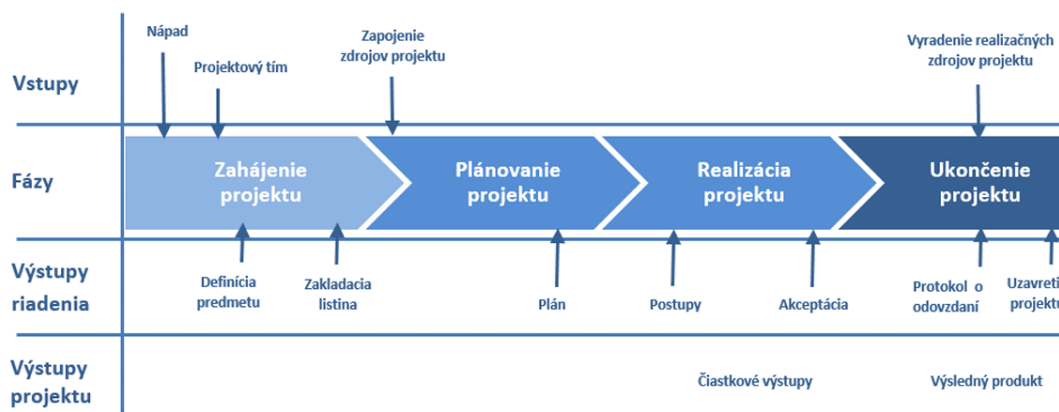 Nápad
Zapojenie
zdrojov projektu
Vyradenie realizačných
zdrojov projektu
Projektový tím
Vstupy
Fázy
Zahájenie
projektu
Plánovanie
projektu
Realizácia
projektu
Ukončenie
projektu
Výstupy
riadenia
Definícia
predmetu
Zakladacia
listina
Plán
Postupy
Akceptácia
Protokol o
odovzdaní
Výstupy
projektu
Čiastkové výstupy
Výsledný produkt